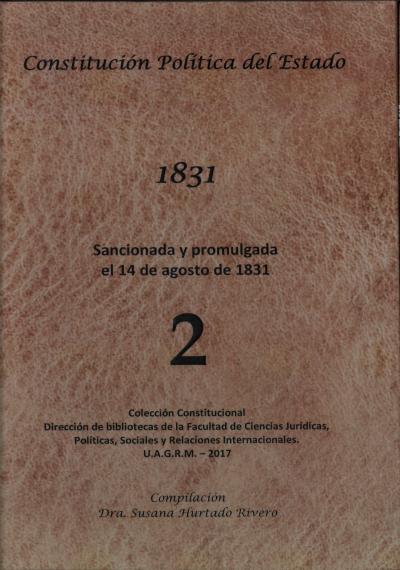 Constitución Política del Estado
1831
Sancionada y promulgada
el 14 de agosto de 1831
2
Colección Constitucional
Dirección de bibliotecas de la Facultad de Ciencias Jurídicas,
Políticas, Sociales y Relaciones Internacionales.
U.A.G.R.M. – 2017
Compilación
Dra. Susana Hurtado Rivero